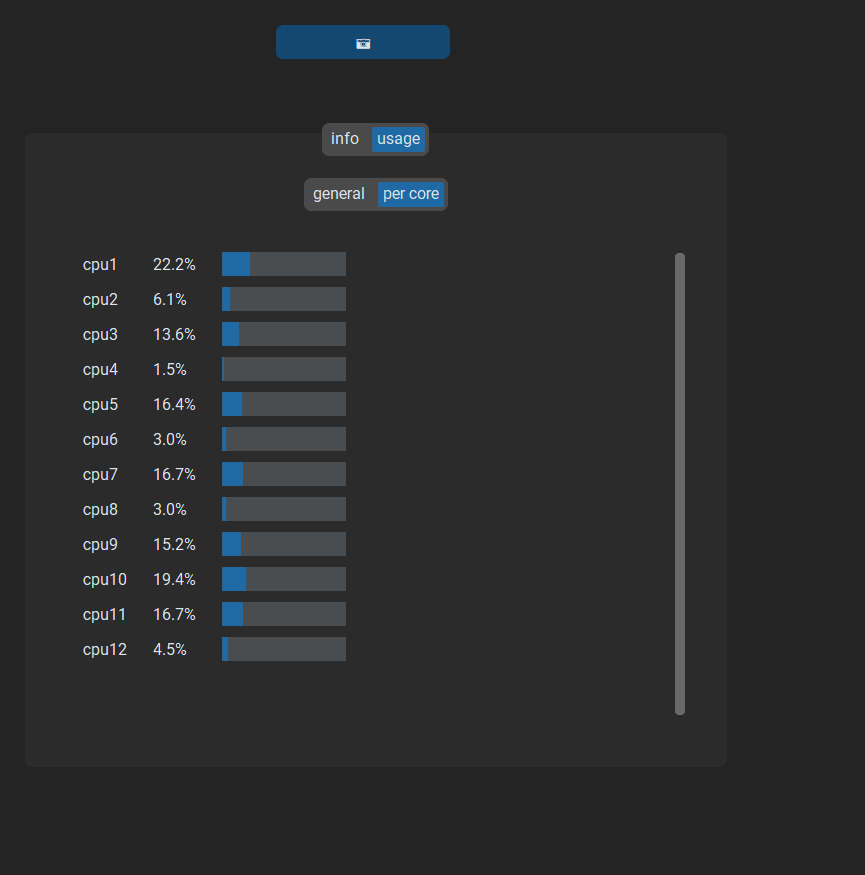 info usage
general per core
cpu1 22.2%
cpu2 6.1%
cpu3 13.6%
cpu4 1.5%
cpu5 16.4%
cpu6 3.0%
cpu7 16.7%
cpu8 3.0%
cpu9 15.2%
cpu10 19.4%
cpu11 16.7%
cpu12 4.5%